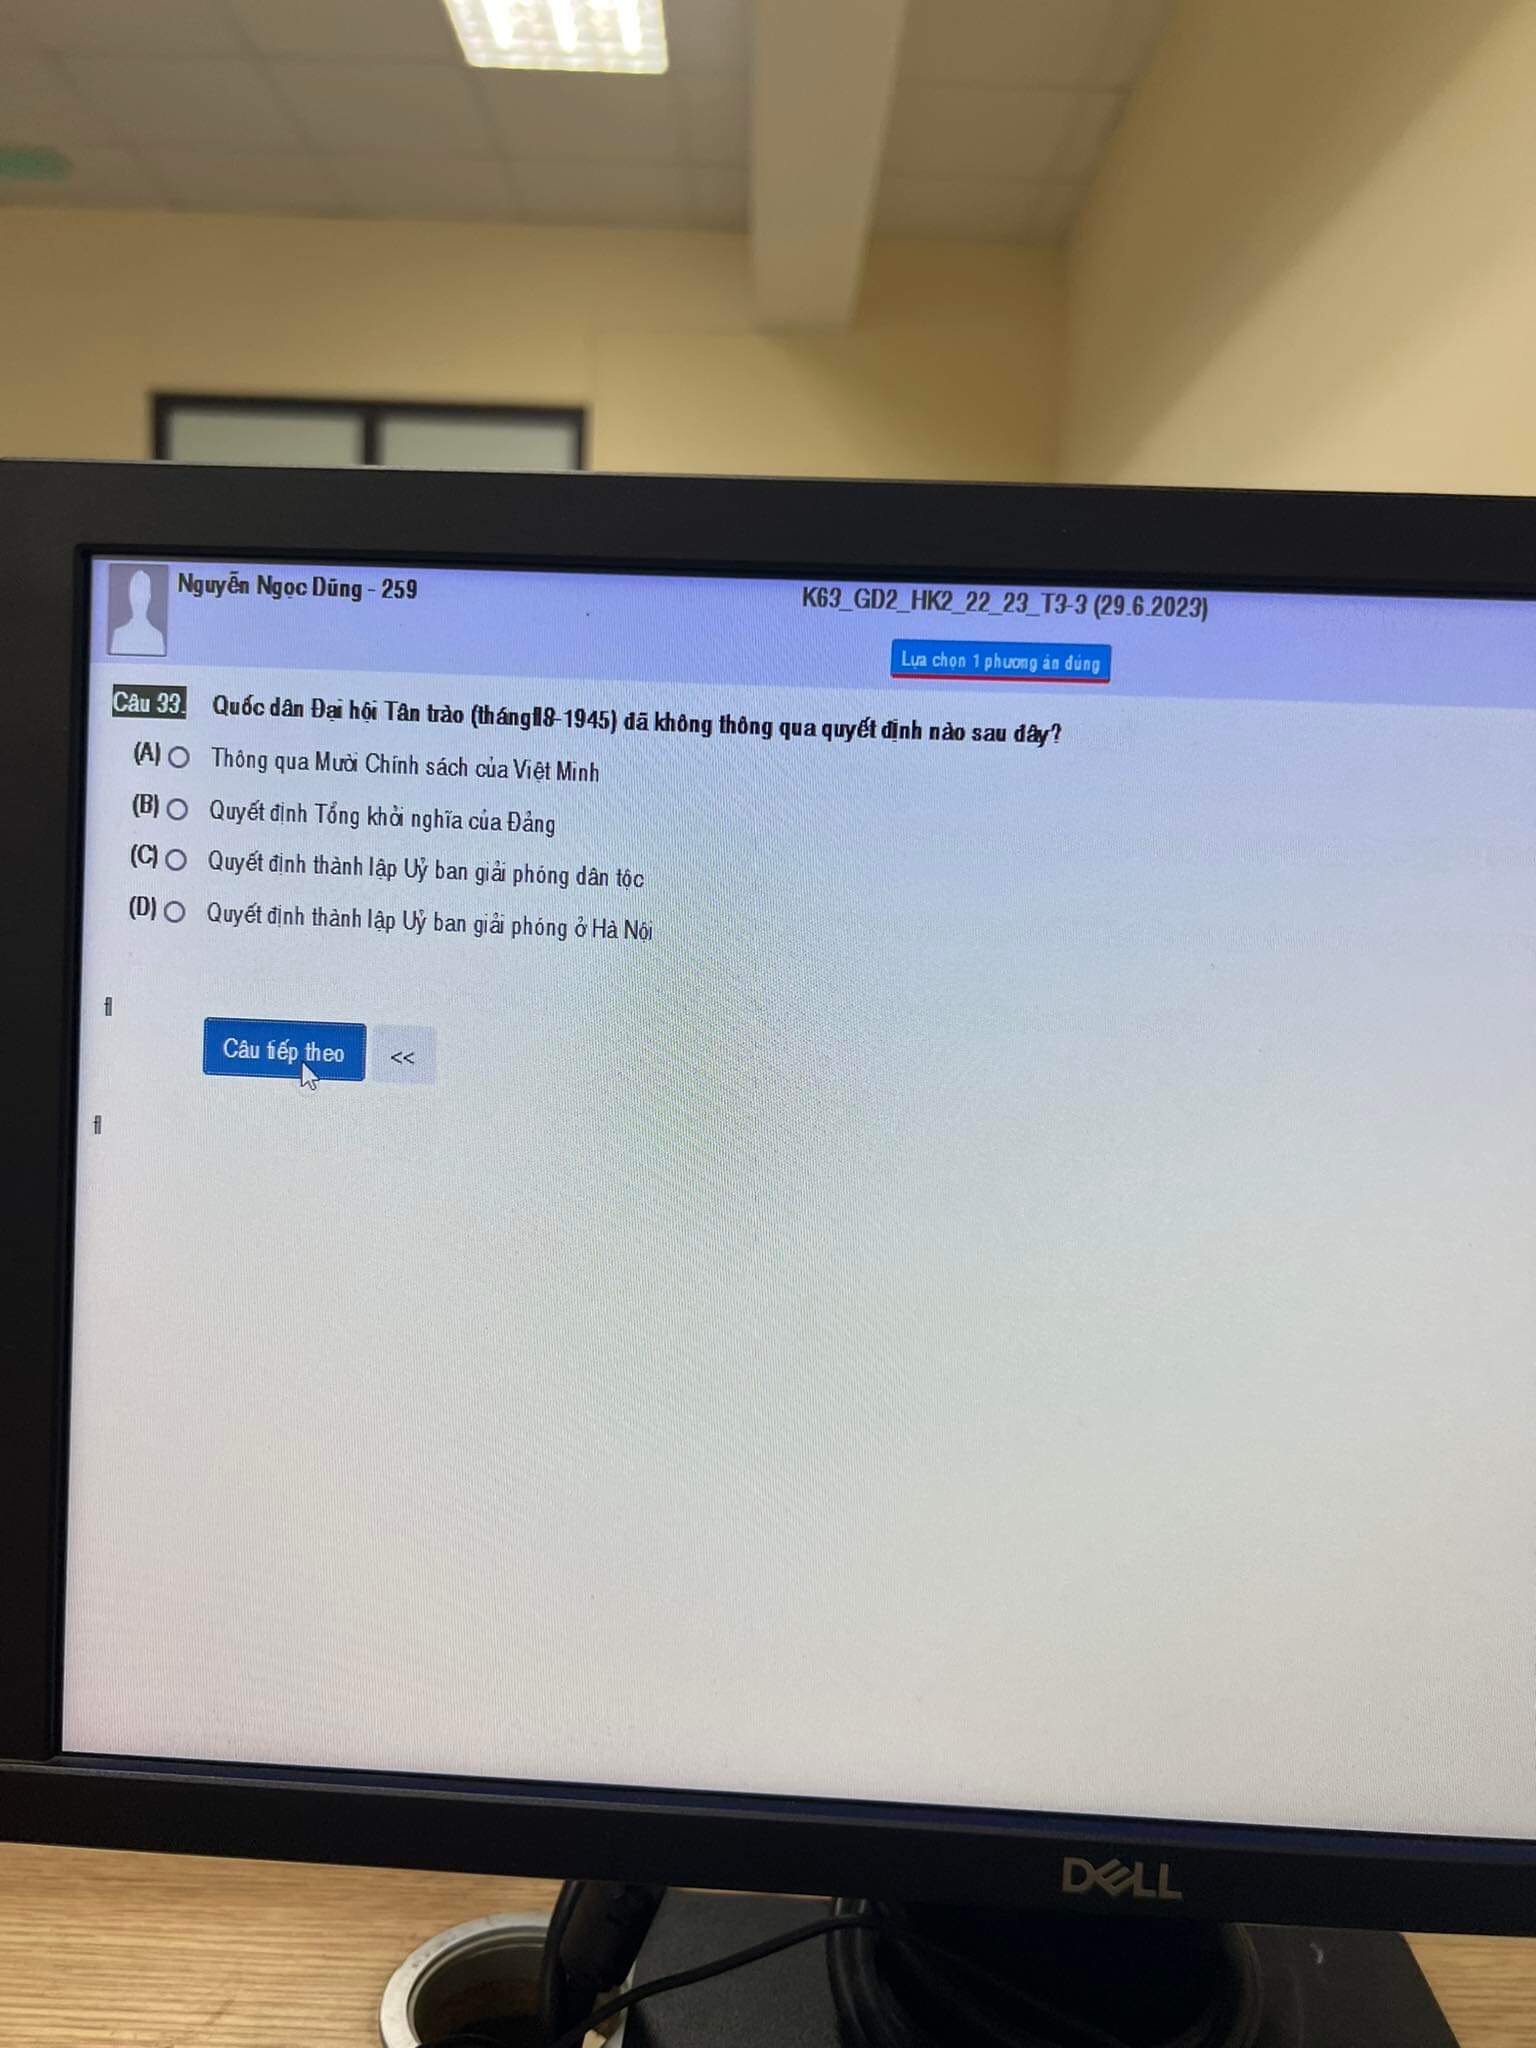 Nguyễn Ngọc Dũng - 259
K63_GD2_HK2_22_23_T3-3 (29.6.2023)
Lựa chọn 1 phương án đúng
Câu 33. Quốc dân Đại hội Tân trào (tháng 8-1945) đã không thông qua quyết định nào sau đây?
(A) Thông qua Mười Chính sách của Việt Minh
(B) Quyết định Tổng khởi nghĩa của Đảng
(C) Quyết định thành lập Uỷ ban giải phóng dân tộc
(D) Quyết định thành lập Uỷ ban giải phóng ở Hà Nội
Câu tiếp theo <<
DELL